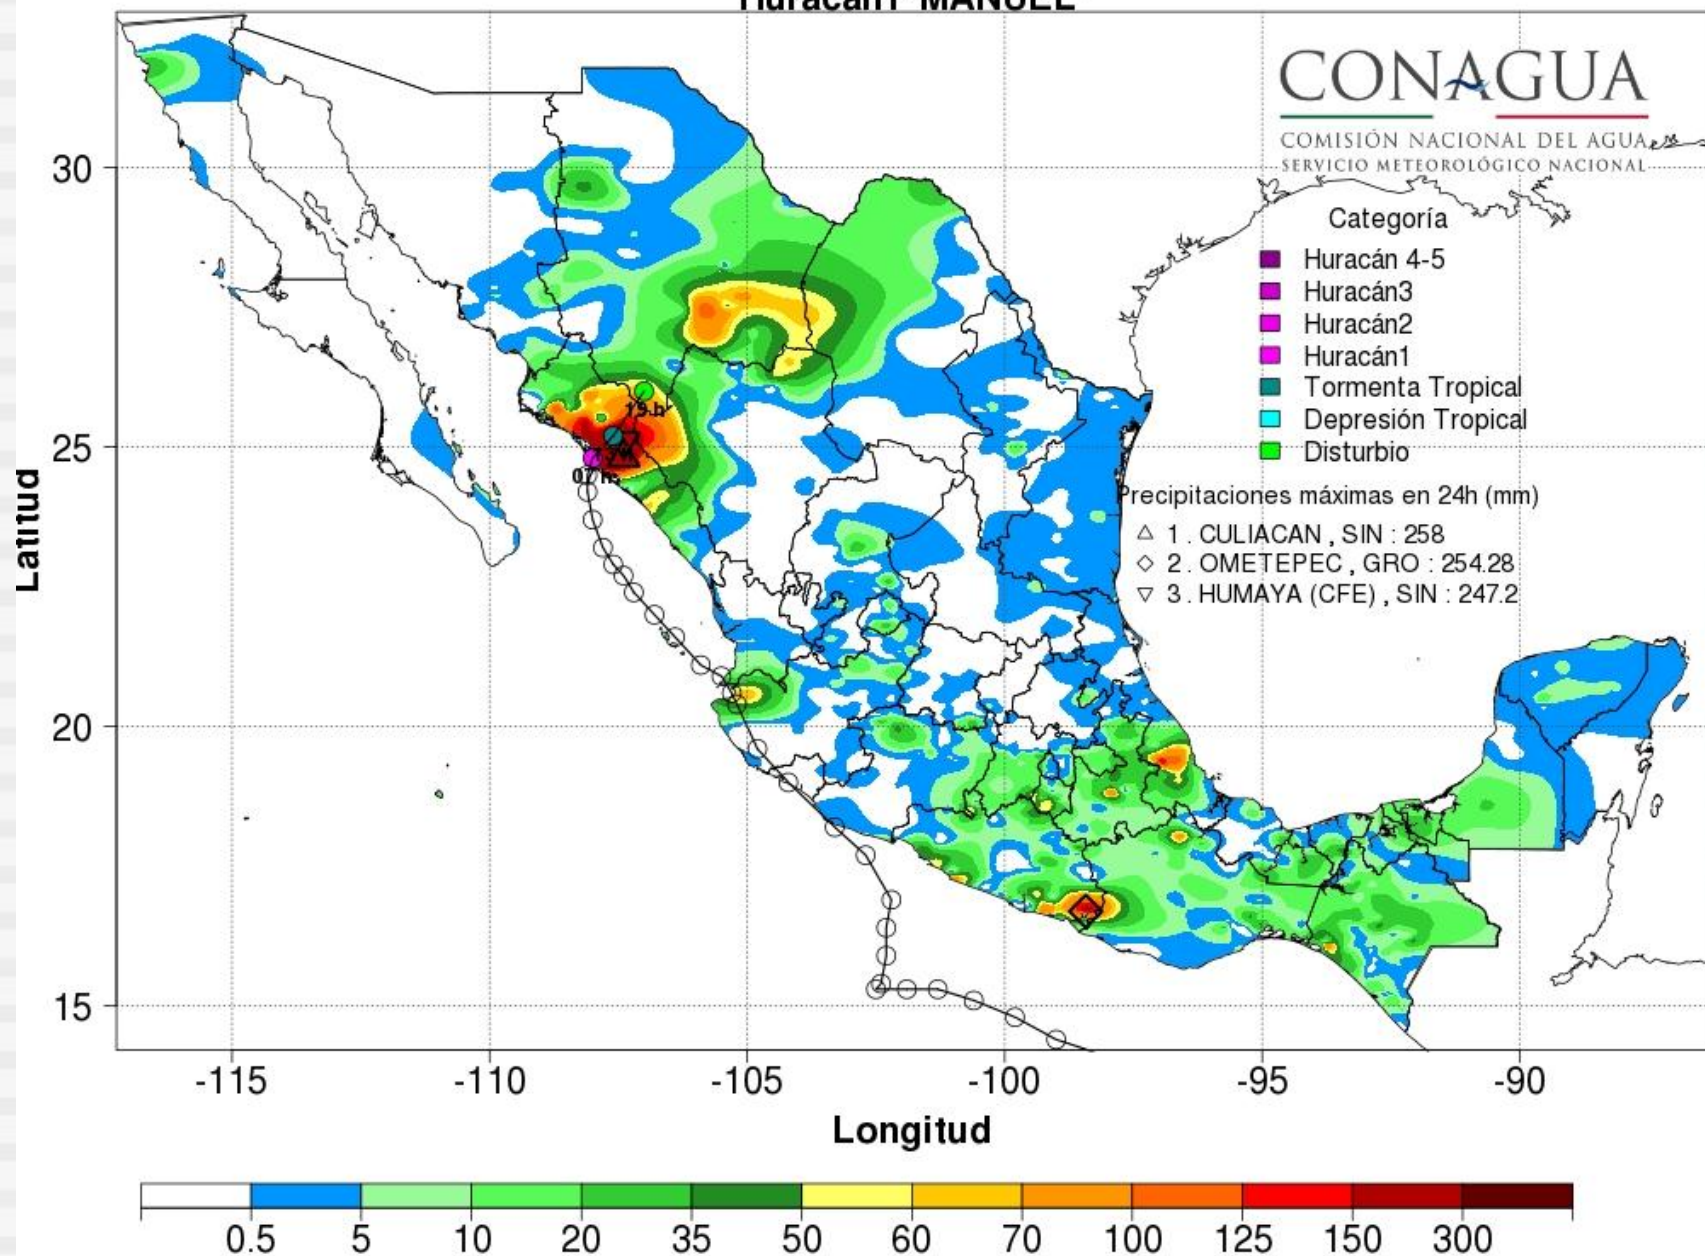 Huracán1 MANUEL
CONAGUA
COMISIÓN NACIONAL DEL AGUA
SERVICIO METEOROLÓGICO NACIONAL
Categoría
Huracán 4-5
Huracán3
Huracán2
Huracán1
Tormenta Tropical
Depresión Tropical
Disturbio
Precipitaciones máximas en 24h (mm)
1 . CULIACAN , SIN : 258
2 . OMETEPEC , GRO : 254.28
3 . HUMAYA (CFE) , SIN : 247.2
Latitud
30
25
20
15
19 h
-115 -110 -105 -100 -95 -90
Longitud
0.5 5 10 20 35 50 60 70 100 125 150 300